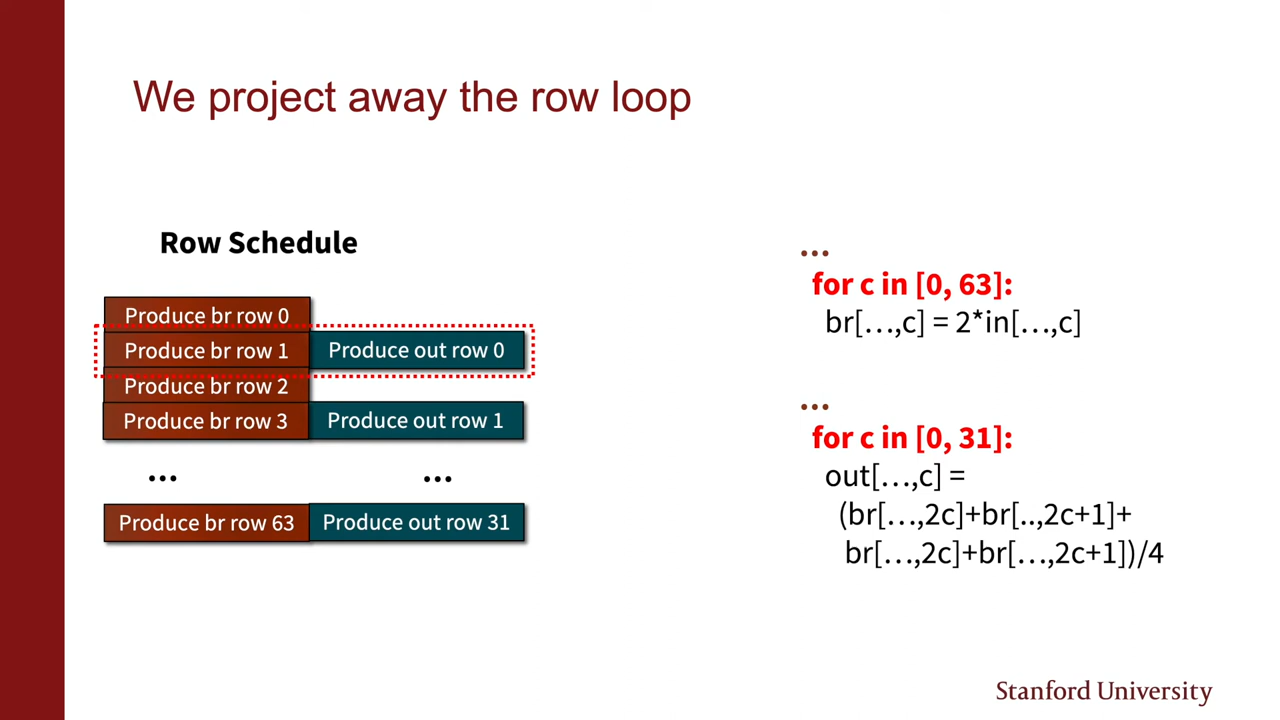 We project away the row loop
Row Schedule
Produce br row 0
Produce br row 1 Produce out row 0
Produce br row 2
Produce br row 3 Produce out row 1
... ...
Produce br row 63 Produce out row 31
...
for c in [0, 63]:
br[...,c] = 2*in[...,c]
...
for c in [0, 31]:
out[...,c] =
(br[...,2c]+br[..,2c+1]+
br[...,2c]+br[...,2c+1])/4
Stanford University